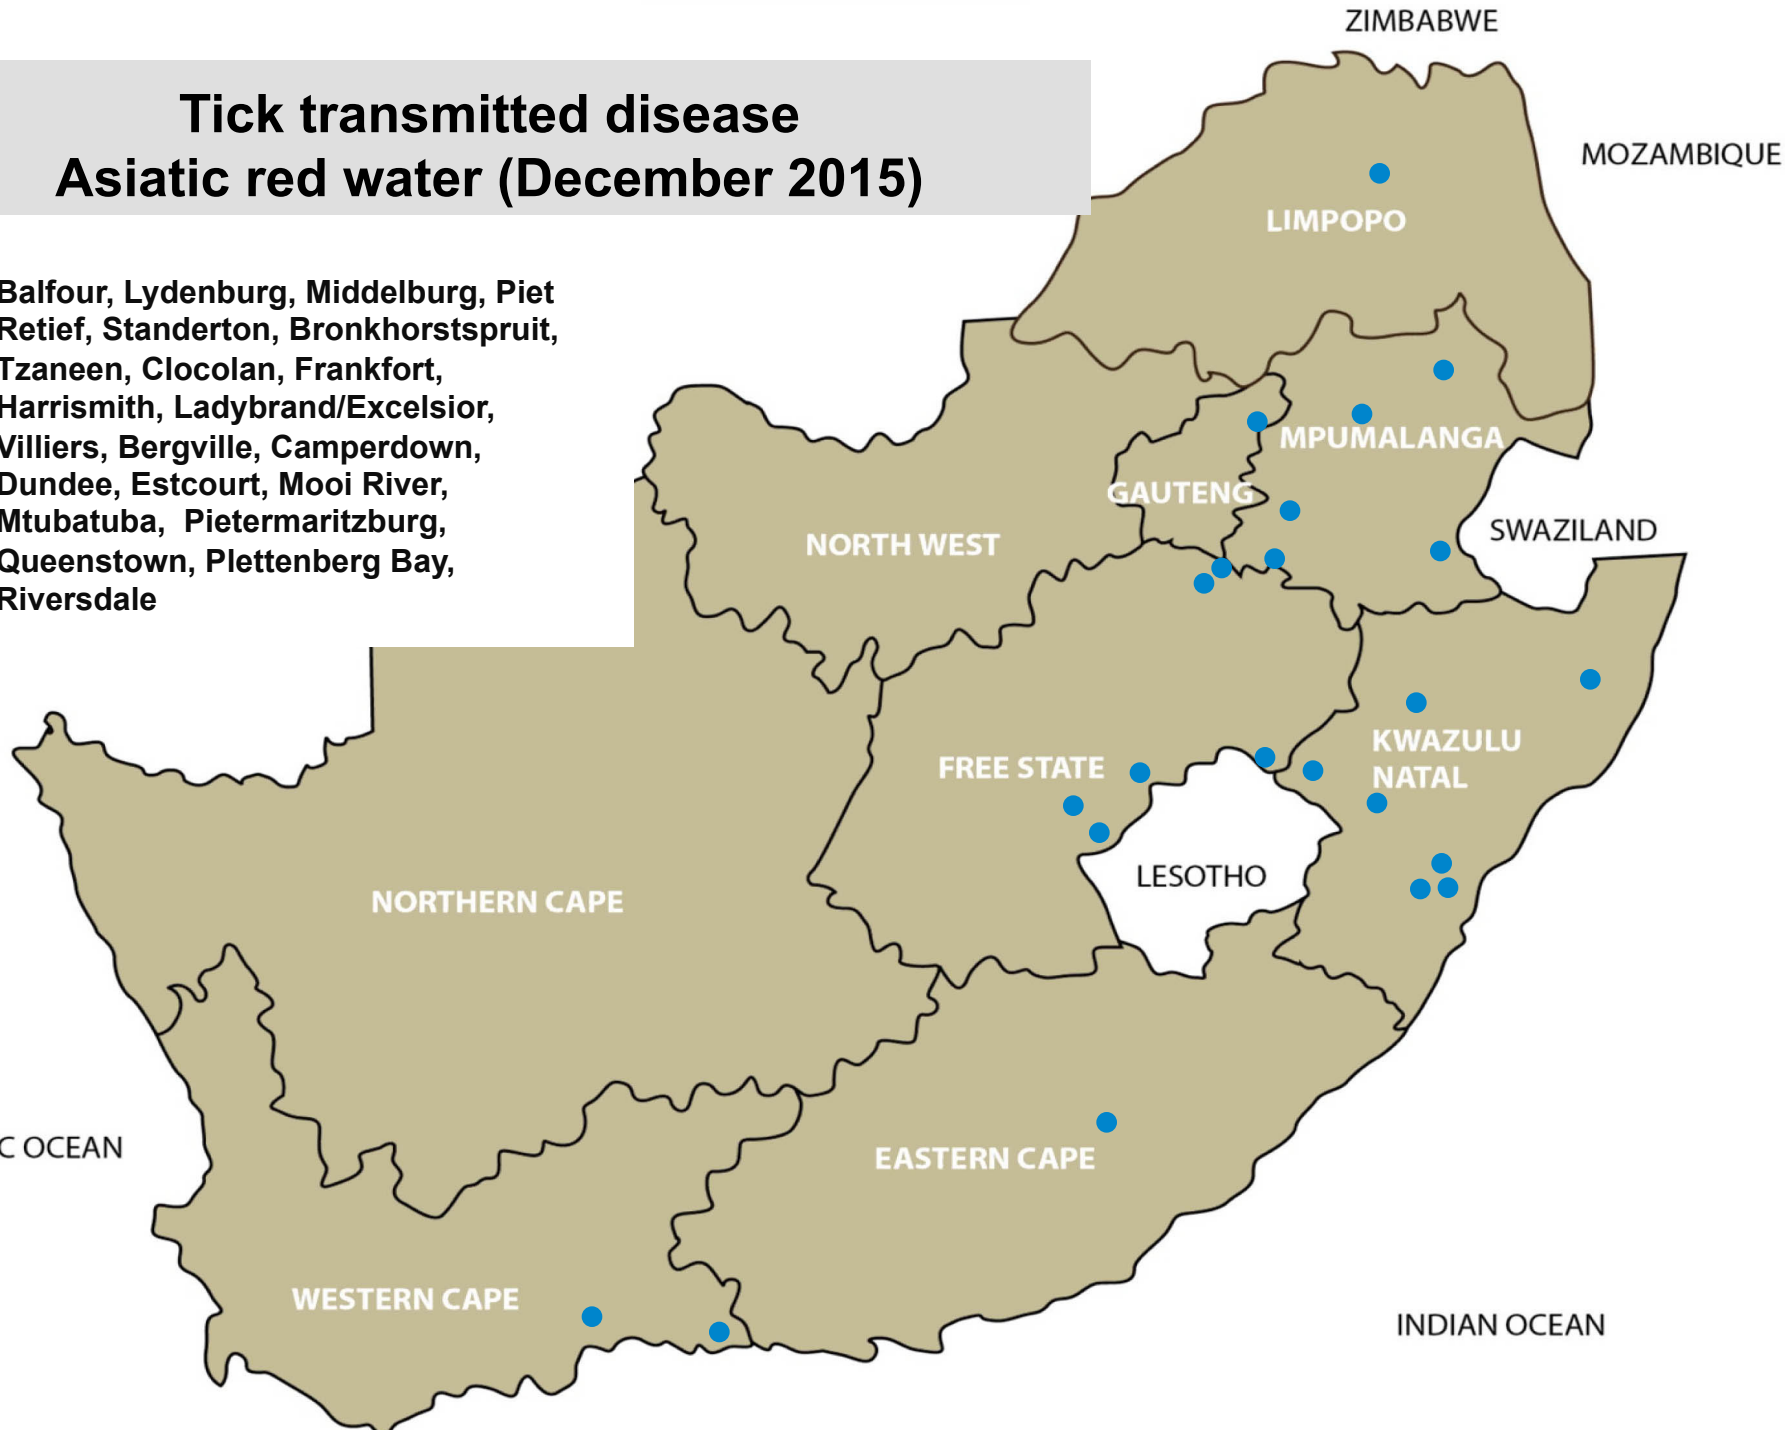 ZIMBABWE
Tick transmitted disease
Asiatic red water (December 2015)
MOZAMBIQUE
LIMPOPO
Balfour, Lydenburg, Middelburg, Piet
Retief, Standerton, Bronkhorstspruit,
Tzaneen, Clocolan, Frankfort,
Harrismith, Ladybrand/Excelsior,
Villiers, Bergville, Camperdown,
Dundee, Estcourt, Mooi River,
Mtubatuba, Pietermaritzburg,
Queenstown, Plettenberg Bay,
Riversdale
MPUMALANGA
GAUTENG
NORTH WEST
SWAZILAND
KWAZULU
NATAL
FREE STATE
LESOTHO
NORTHERN CAPE
C OCEAN
EASTERN CAPE
WESTERN CAPE
INDIAN OCEAN